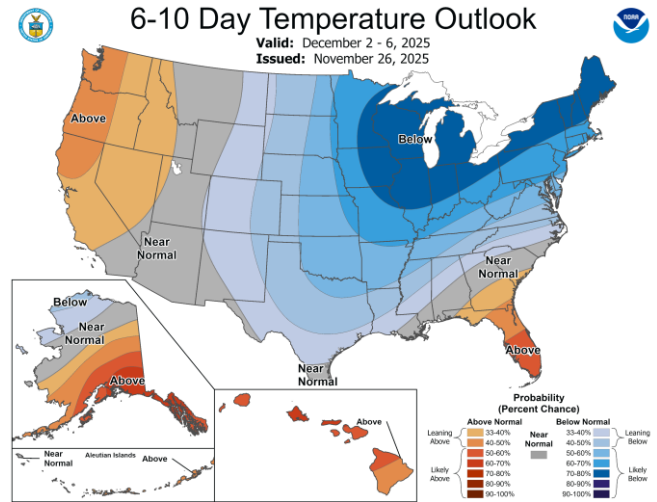 6-10 Day Temperature Outlook
Valid: December 2 - 6, 2025
Issued: November 26, 2025
NOAA
Above
Below
Near
Normal
Near
Normal
Above
Near
Normal
Below
Near
Normal
Above
Near
Normal
Aleutian Islands
Above
Above
Probability
(Percent Chance)
Above Normal
Below Normal
Leaning
Above
33-40%
40-50%
Likely
Above
50-60%
60-70%
70-80%
80-90%
90-100%
Near
Normal
33-40%
40-50%
Leaning
Below
50-60%
60-70%
70-80%
80-90%
90-100%
Likely
Below